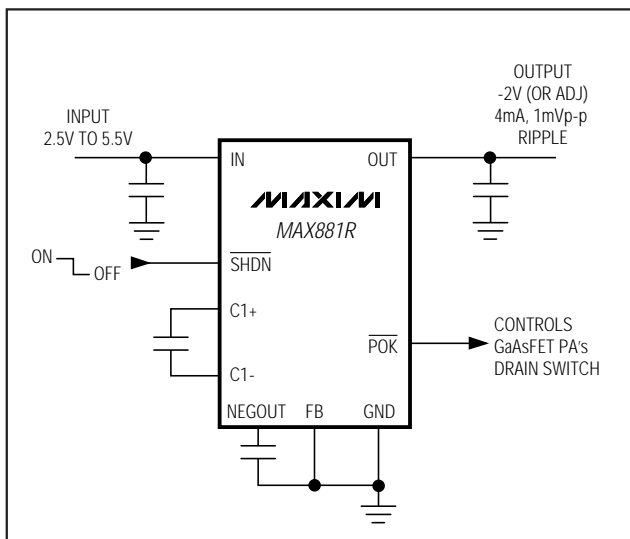 INPUT
2.5V TO 5.5V
OUTPUT
-2V (OR ADJ)
4mA, 1mVp-p
RIPPLE
IN
OUT
MAXIM
MAX881R
ON
OFF
SHDN
C1+
C1-
POK
CONTROLS
GaAsFET PA's
DRAIN SWITCH
NEGOUT FB GND